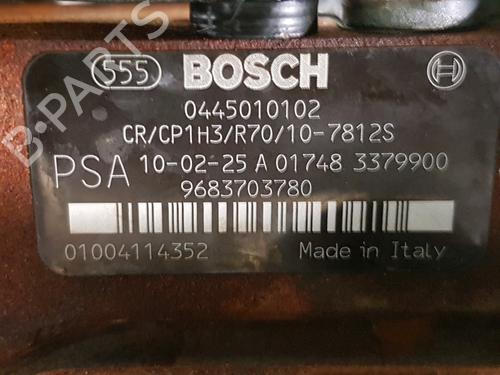 555 BOSCH
0445010102
CR/CP1H3/R70/10-7812S
PSA 10-02-25 A 01748 3379900
9683703780
01004114352 Made in Italy
B-PARTS